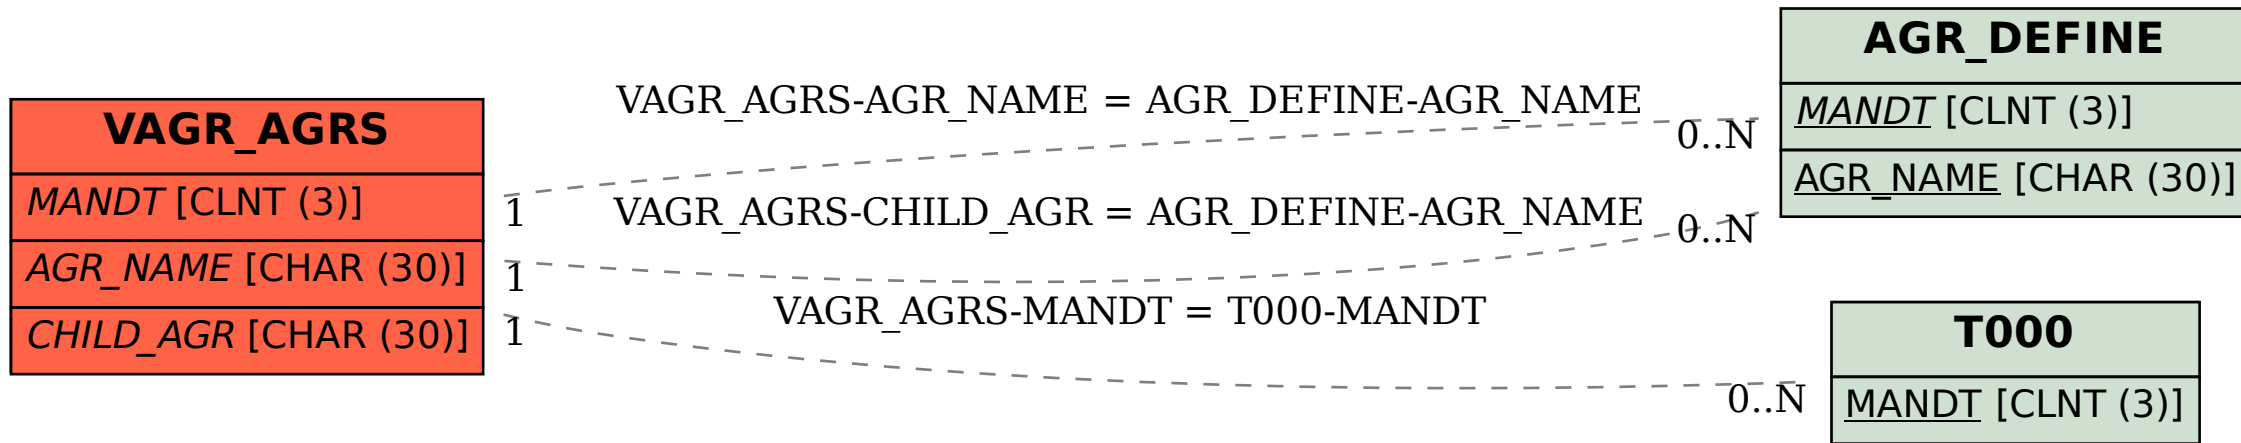 VAGR_AGRS
MANDT [CLNT (3)]
AGR_NAME [CHAR (30)]
CHILD_AGR [CHAR (30)]
VAGR_AGRS-AGR_NAME = AGR_DEFINE-AGR_NAME
1
0..N
VAGR_AGRS-CHILD_AGR = AGR_DEFINE-AGR_NAME
1
0..N
VAGR_AGRS-MANDT = T000-MANDT
1
0..N
AGR_DEFINE
MANDT [CLNT (3)]
AGR_NAME [CHAR (30)]
T000
MANDT [CLNT (3)]